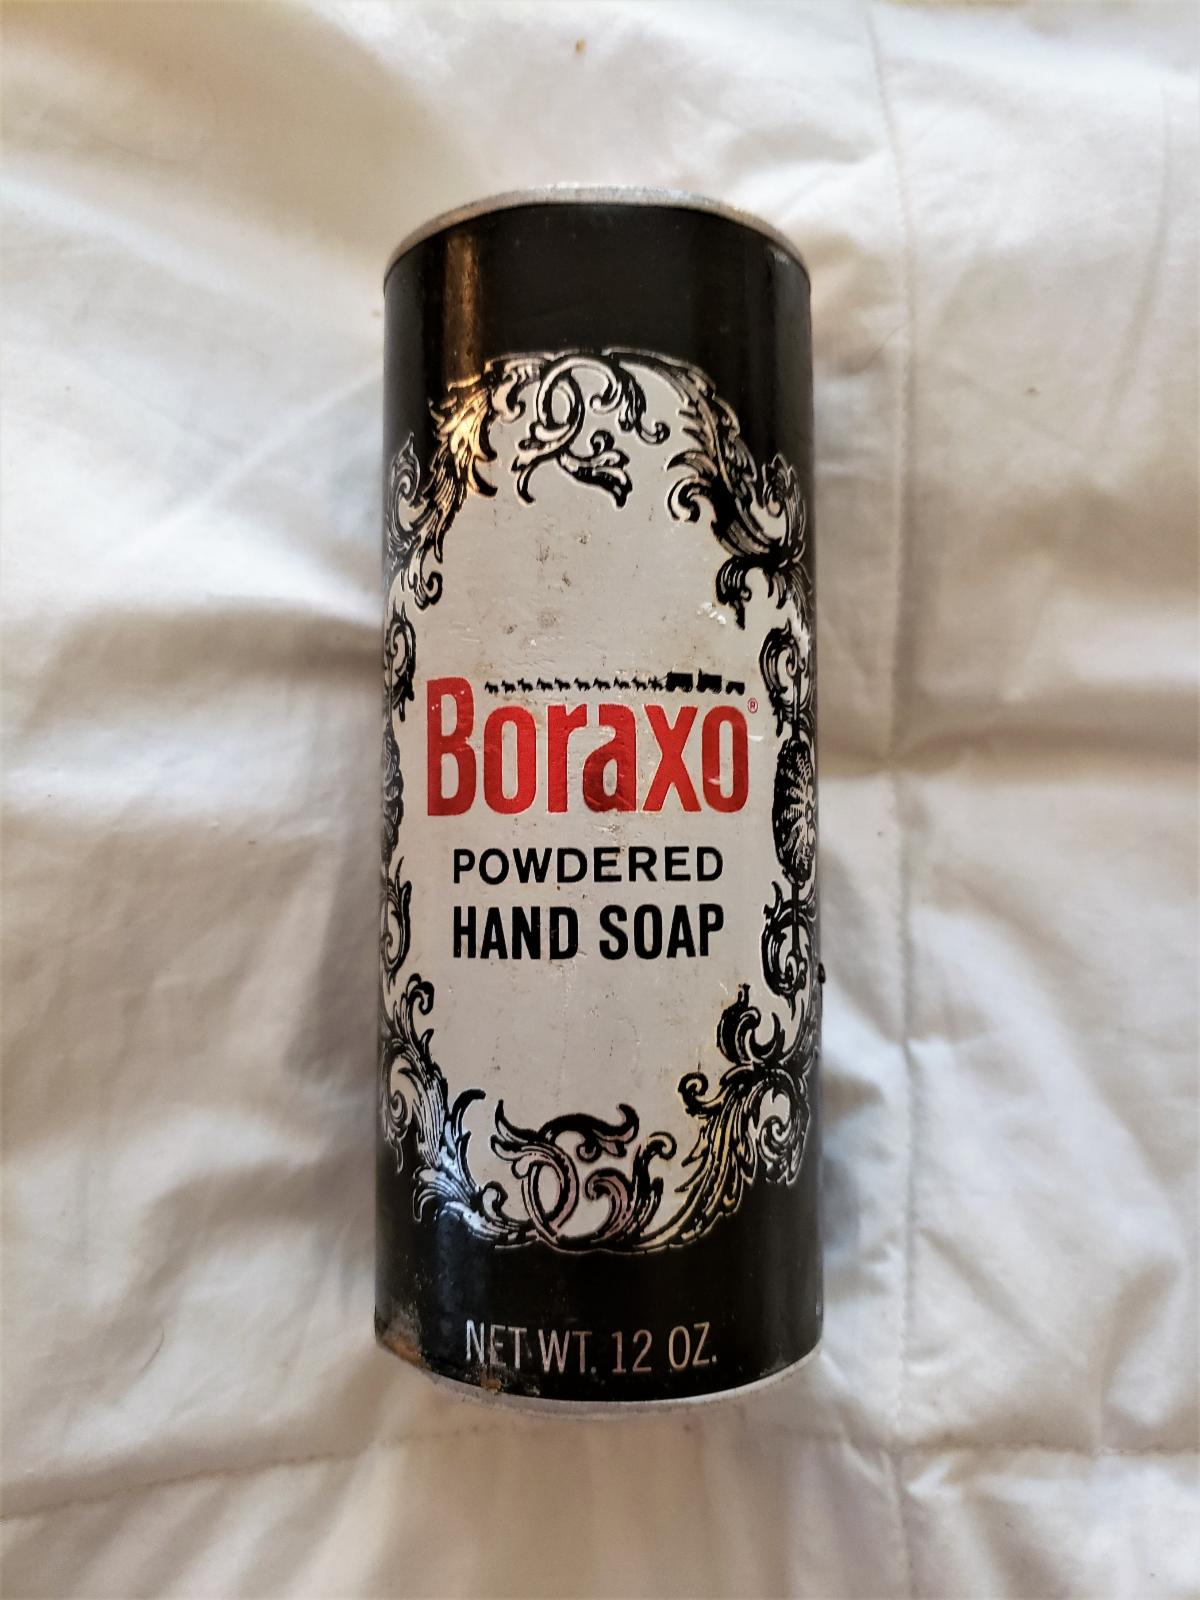 Boraxo®
POWDERED
HAND SOAP
NET WT. 12 OZ.